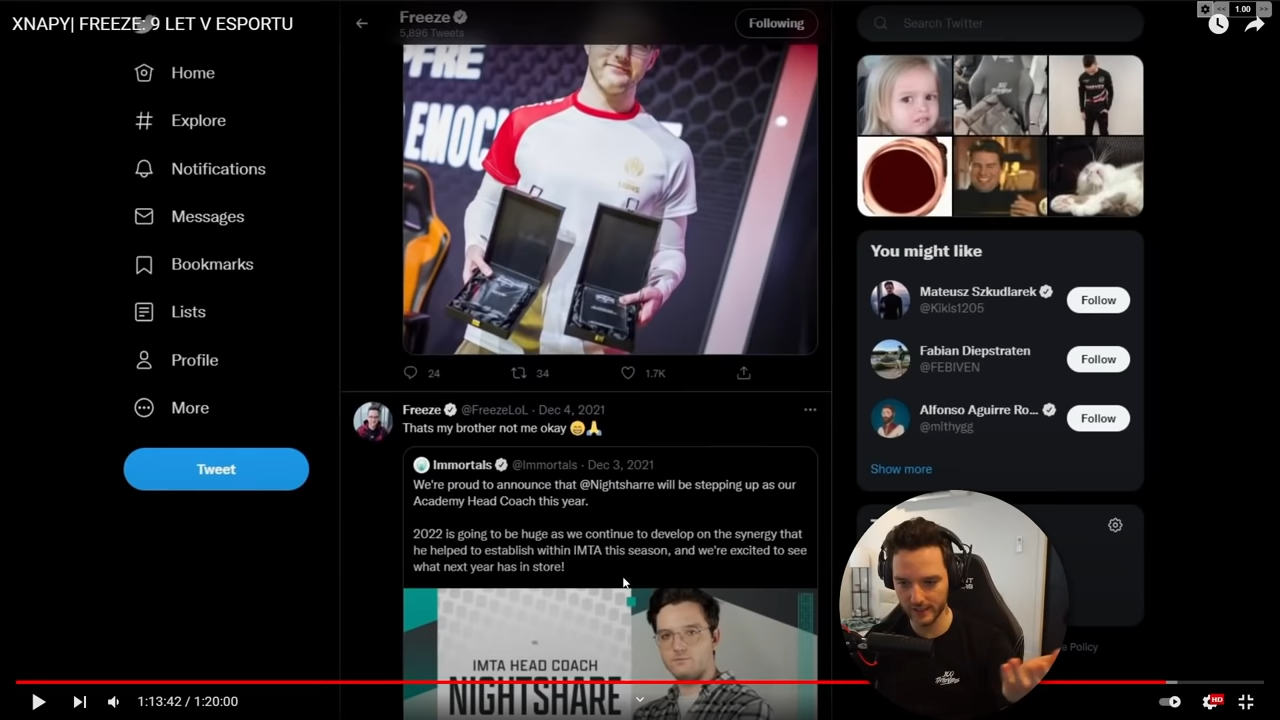 XNAPY| FREEZE: 9 LET V ESPORTU
1.00
Home
Explore
Notifications
Messages
Bookmarks
Lists
Profile
More
Tweet
Freeze
5,896 Tweets
Following
24
34
1.7K
Freeze @FreezeLoL · Dec 4, 2021
Thats my brother not me okay 😁🙏
Immortals @Immortals · Dec 3, 2021
We're proud to announce that @Nightsharre will be stepping up as our
Academy Head Coach this year.
2022 is going to be huge as we continue to develop on the synergy that
he helped to establish within IMTA this season, and we're excited to see
what next year has in store!
IMTA HEAD COACH
NIGHTSHARE
Search Twitter
You might like
Mateusz Szkudlarek
@Kikis1205
Follow
Fabian Diepstraten
@FEBIVEN
Follow
Alfonso Aguirre Ro...
@mithygg
Follow
Show more
Policy
1:13:42 / 1:20:00
HD